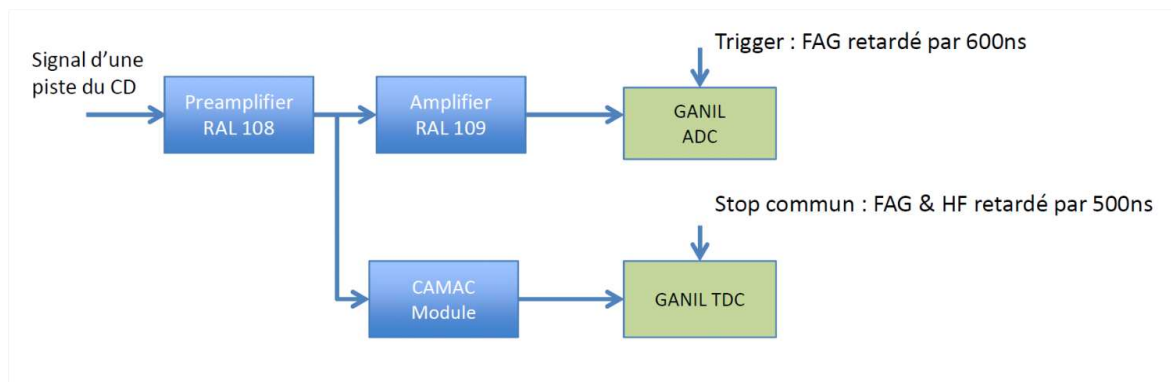 Signal d'une
piste du CD
Preamplifier
RAL 108
Amplifier
RAL 109
Trigger : FAG retardé par 600ns
GANIL
ADC
Stop commun : FAG & HF retardé par 500ns
CAMAC
Module
GANIL TDC